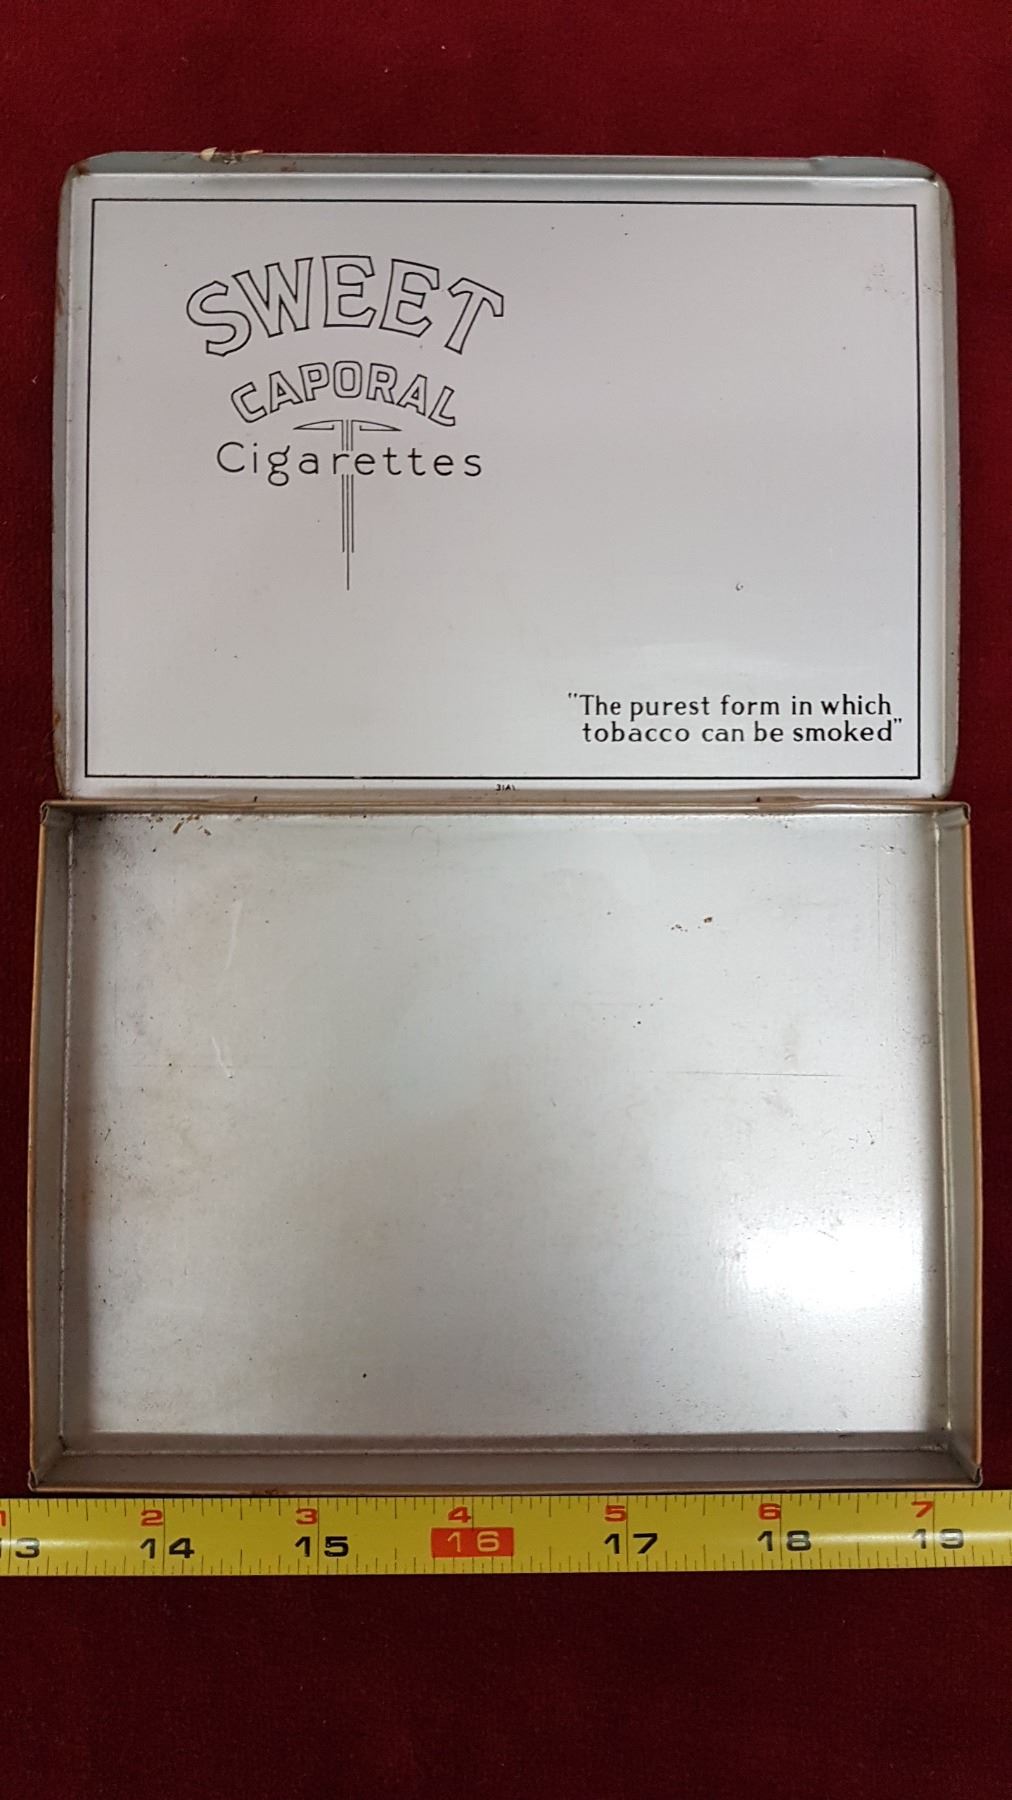 SWEET
CAPORAL
Cigarettes
"The purest form in which
tobacco can be smoked"
1 2 3 4 5 6 7
13 14 15 16 17 18 19